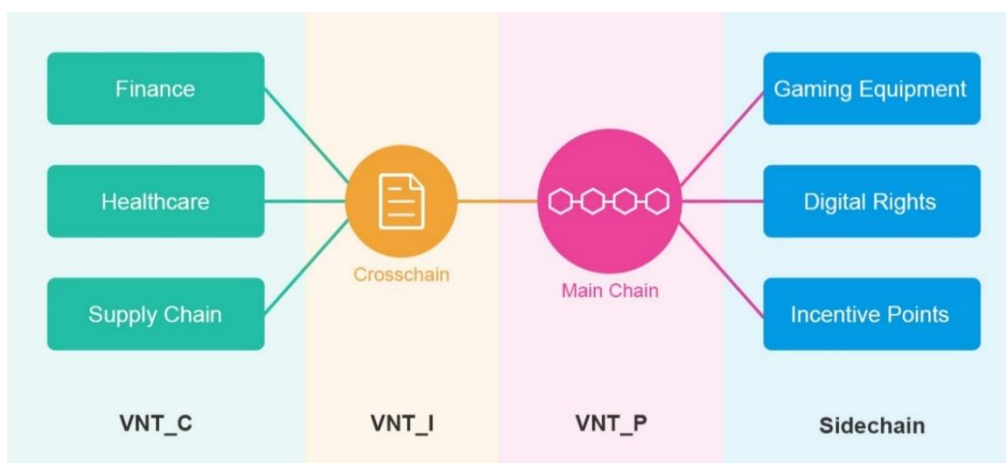 Finance
Healthcare
Supply Chain
Crosschain
Main Chain
Gaming Equipment
Digital Rights
Incentive Points
VNT_C
VNT_I
VNT_P
Sidechain